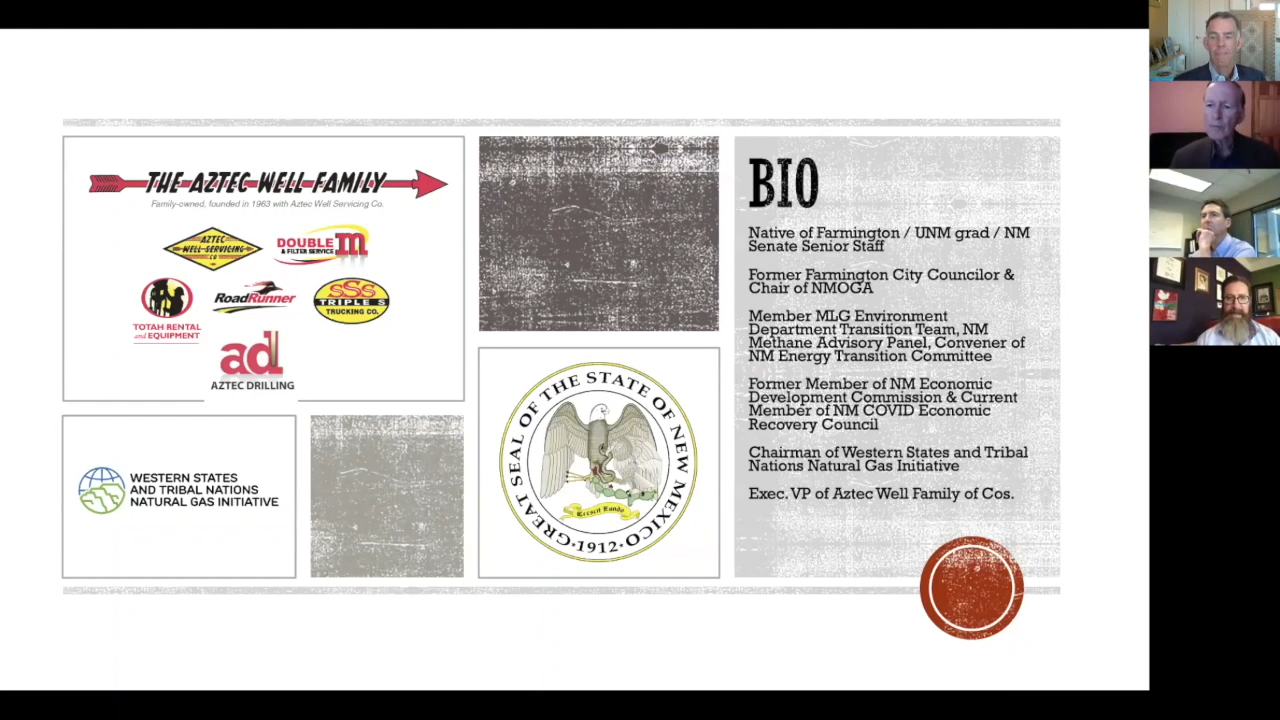 THE AZTEC WELL FAMILY
Family-owned, founded in 1963 with Aztec Well Servicing Co.
AZTEC
WELL SERVICING
CO
DOUBLE m
& FILTER SERVICE
TOTAH RENTAL
and EQUIPMENT
RoadRunner
SSS
TRIPLE S
TRUCKING CO.
ad
AZTEC DRILLING
WESTERN STATES
AND TRIBAL NATIONS
NATURAL GAS INITIATIVE
GREAT SEAL OF THE STATE OF NEW MEXICO
Crescit Eundo
·1912·
BIO
Native of Farmington / UNM grad / NM
Senate Senior Staff
Former Farmington City Councilor &
Chair of NMOGA
Member MLG Environment
Department Transition Team, NM
Methane Advisory Panel, Convener of
NM Energy Transition Committee
Former Member of NM Economic
Development Commission & Current
Member of NM COVID Economic
Recovery Council
Chairman of Western States and Tribal
Nations Natural Gas Initiative
Exec. VP of Aztec Well Family of Cos.